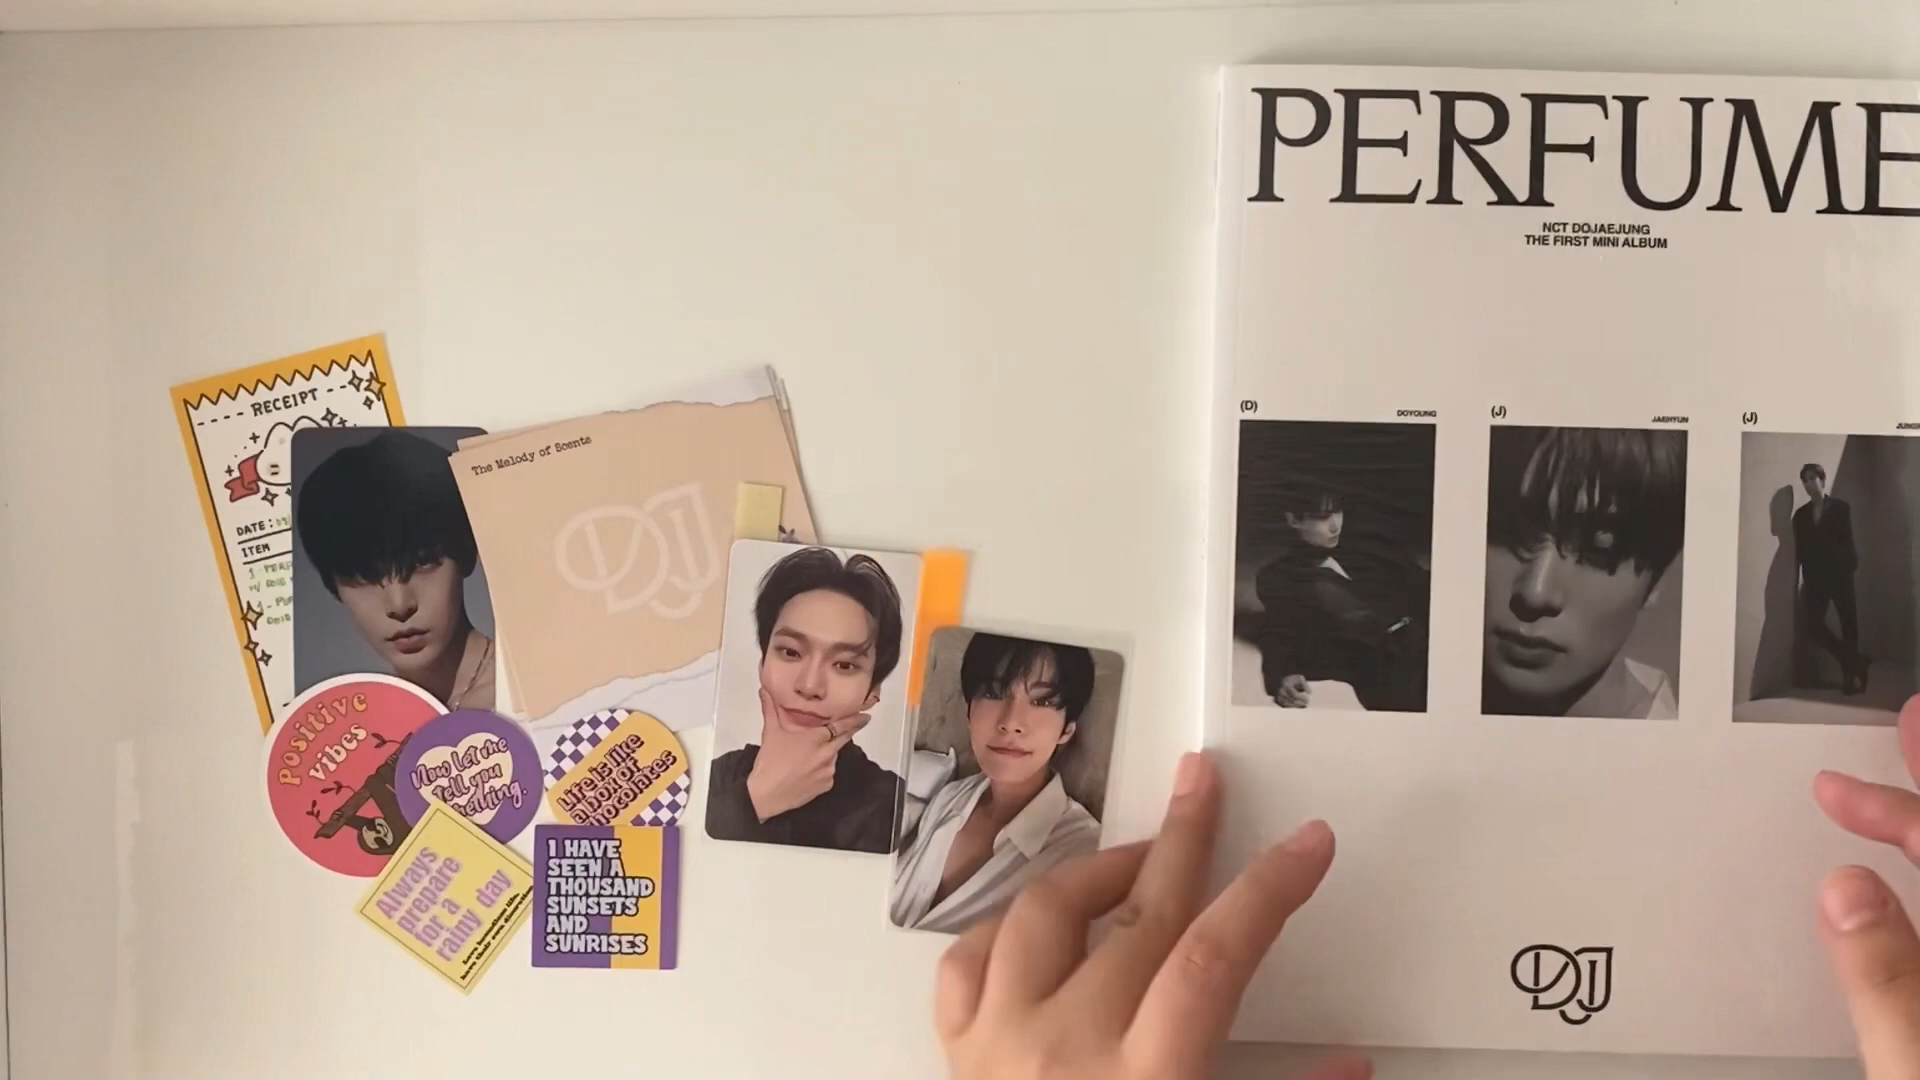 PERFUME
NCT DOJAEJUNG
THE FIRST MINI ALBUM
(D)
DOYOUNG
(J)
JAEHYUN
(J)
DJ
RECEIPT
DATE:
ITEM
The Melody of Scents
DJ
Positive
vibes
Now let me
tell you
Life is like
a box of
Always
prepare
for a
rainy day
I HAVE
SEEN A
THOUSAND
SUNSETS
AND
SUNRISES